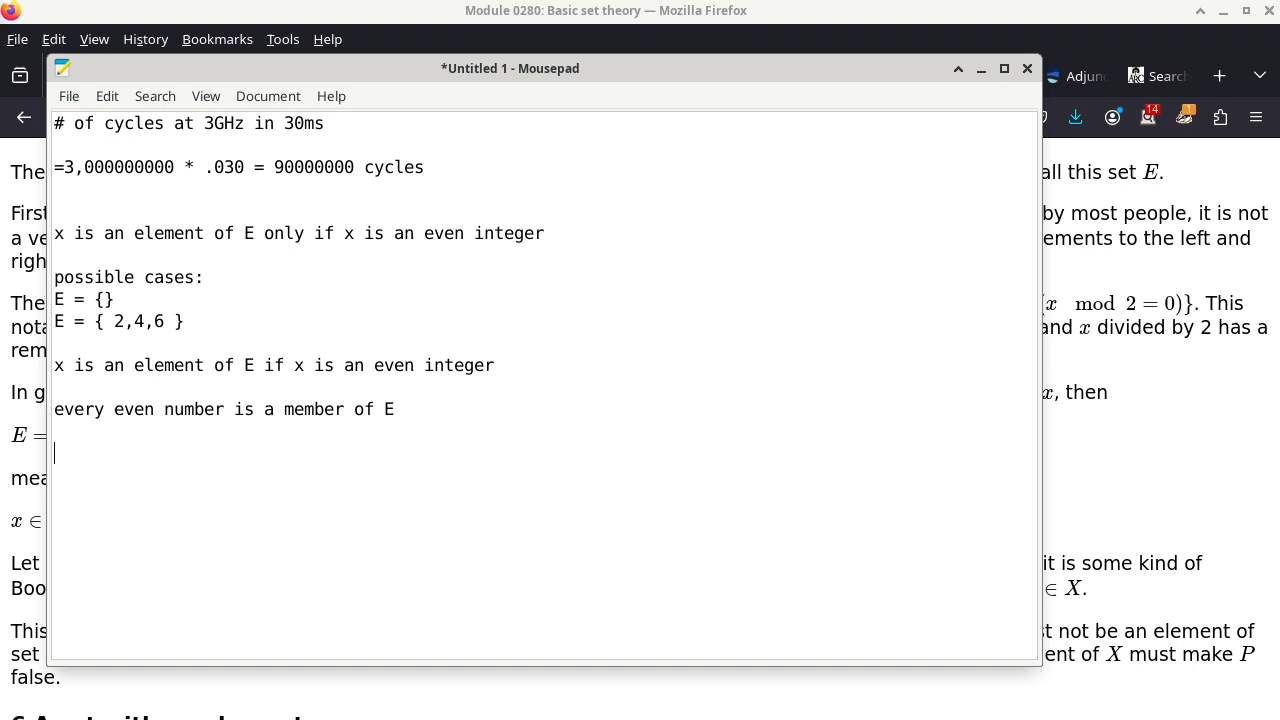 Module 0280: Basic set theory — Mozilla Firefox
File Edit View History Bookmarks Tools Help
*Untitled 1 - Mousepad
Adjun
Search
14
1
File Edit Search View Document Help
# of cycles at 3GHz in 30ms
=3,000000000 * .030 = 90000000 cycles
x is an element of E only if x is an even integer
possible cases:
E = {}
E = { 2,4,6 }
x is an element of E if x is an even integer
every even number is a member of E
The
all this set E.
First
by most people, it is not
a ve
ements to the left and
righ
The
(x mod 2 = 0)}. This
nota
and x divided by 2 has a
rem
In g
x, then
E =
mea
x ∈
Let
it is some kind of
Boo
∈ X.
This
st not be an element of
set
ent of X must make P
false.